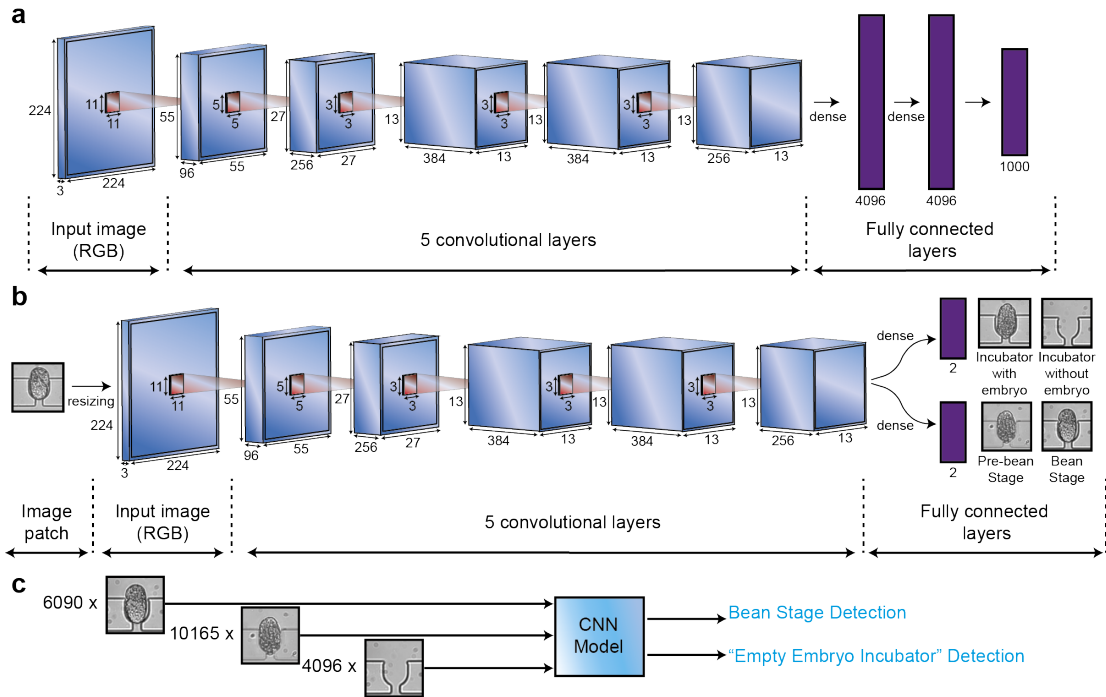 a
224
11
11
3
224
55
5
5
96
55
27
3
3
256
27
13
384
3
3
13
13
384
3
3
13
13
256
13
dense
4096
dense
4096
1000
Input image
(RGB)
5 convolutional layers
Fully connected
layers
b
resizing
224
11
11
3
224
55
5
5
96
55
27
3
3
256
27
13
384
3
3
13
13
384
3
3
13
13
256
13
dense
2
Incubator
with
embryo
Incubator
without
embryo
dense
2
Pre-bean
Stage
Bean
Stage
Image
patch
Input image
(RGB)
5 convolutional layers
Fully connected
layers
c
6090 x
10165 x
4096 x
CNN
Model
Bean Stage Detection
“Empty Embryo Incubator” Detection